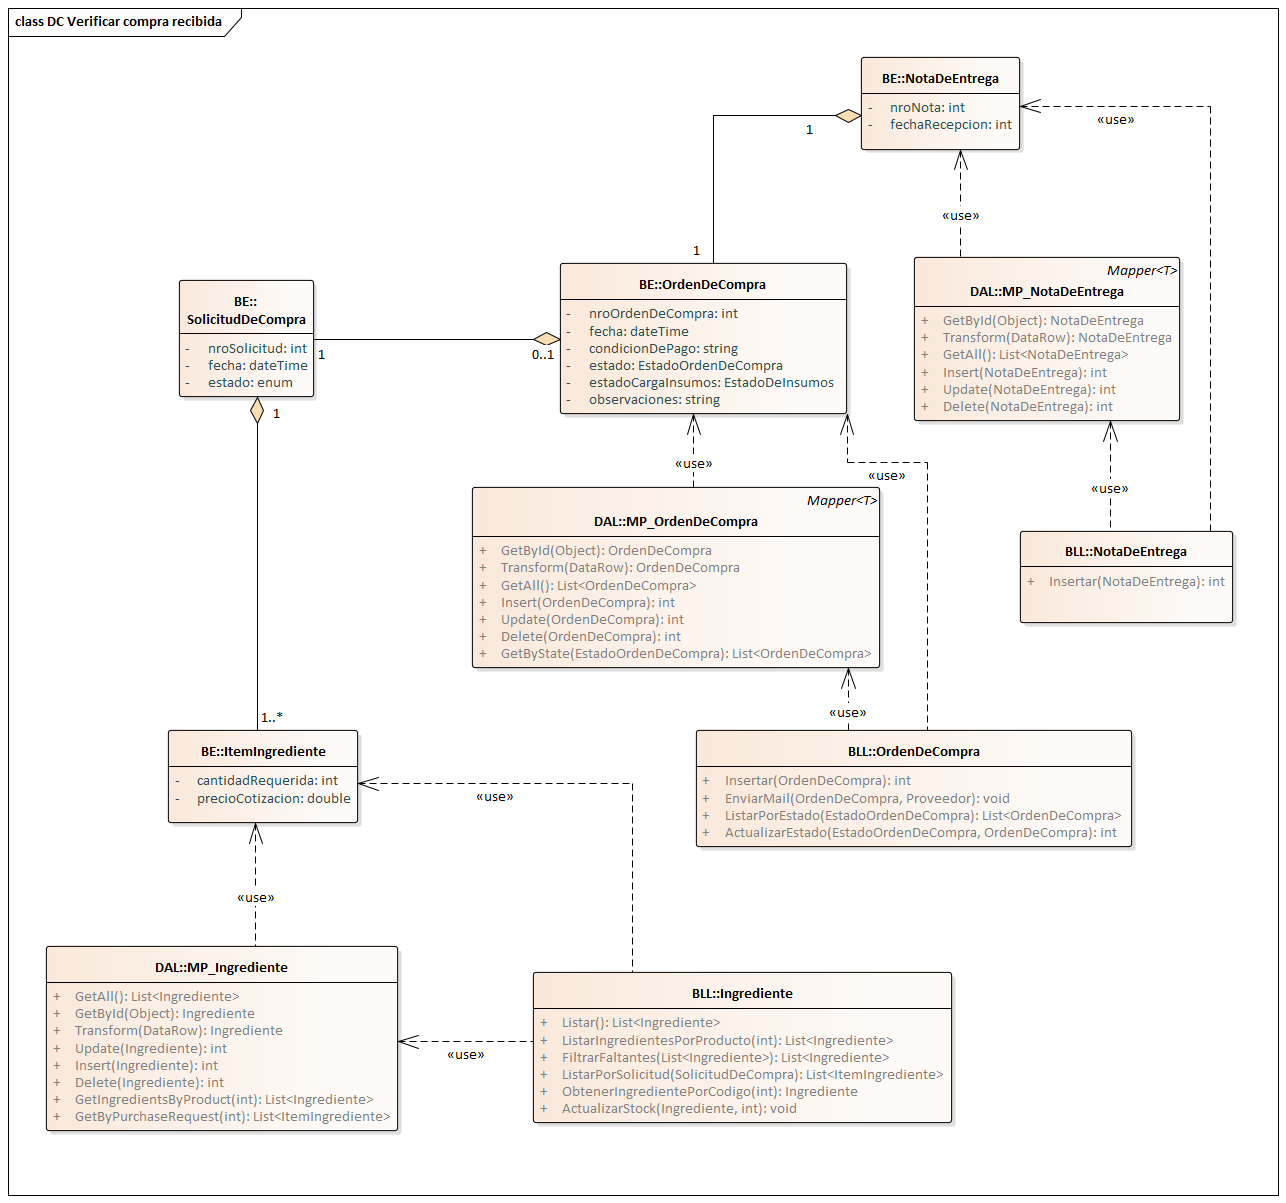 class DC Verificar compra recibida
BE::NotaDeEntrega
- nroNota: int
- fechaRecepcion: int
«use»
1
«use»
1
Mapper<T>
DAL::MP_NotaDeEntrega
+ GetById(Object): NotaDeEntrega
+ Transform(DataRow): NotaDeEntrega
+ GetAll(): List<NotaDeEntrega>
+ Insert(NotaDeEntrega): int
+ Update(NotaDeEntrega): int
+ Delete(NotaDeEntrega): int
BE::OrdenDeCompra
- nroOrdenDeCompra: int
- fecha: dateTime
- condicionDePago: string
- estado: EstadoOrdenDeCompra
- estadoCargaInsumos: EstadoDeInsumos
- observaciones: string
BE::
SolicitudDeCompra
- nroSolicitud: int
- fecha: dateTime
- estado: enum
1
0..1
1
«use»
«use»
«use»
Mapper<T>
DAL::MP_OrdenDeCompra
+ GetById(Object): OrdenDeCompra
+ Transform(DataRow): OrdenDeCompra
+ GetAll(): List<OrdenDeCompra>
+ Insert(OrdenDeCompra): int
+ Update(OrdenDeCompra): int
+ Delete(OrdenDeCompra): int
+ GetByState(EstadoOrdenDeCompra): List<OrdenDeCompra>
BLL::NotaDeEntrega
+ Insertar(NotaDeEntrega): int
«use»
1..*
BE::ItemIngrediente
- cantidadRequerida: int
- precioCotizacion: double
«use»
BLL::OrdenDeCompra
+ Insertar(OrdenDeCompra): int
+ EnviarMail(OrdenDeCompra, Proveedor): void
+ ListarPorEstado(EstadoOrdenDeCompra): List<OrdenDeCompra>
+ ActualizarEstado(EstadoOrdenDeCompra, OrdenDeCompra): int
«use»
DAL::MP_Ingrediente
+ GetAll(): List<Ingrediente>
+ GetById(Object): Ingrediente
+ Transform(DataRow): Ingrediente
+ Update(Ingrediente): int
+ Insert(Ingrediente): int
+ Delete(Ingrediente): int
+ GetIngredientsByProduct(int): List<Ingrediente>
+ GetByPurchaseRequest(int): List<ItemIngrediente>
«use»
BLL::Ingrediente
+ Listar(): List<Ingrediente>
+ ListarIngredientesPorProducto(int): List<Ingrediente>
+ FiltrarFaltantes(List<Ingrediente>): List<Ingrediente>
+ ListarPorSolicitud(SolicitudDeCompra): List<ItemIngrediente>
+ ObtenerIngredientePorCodigo(int): Ingrediente
+ ActualizarStock(Ingrediente, int): void